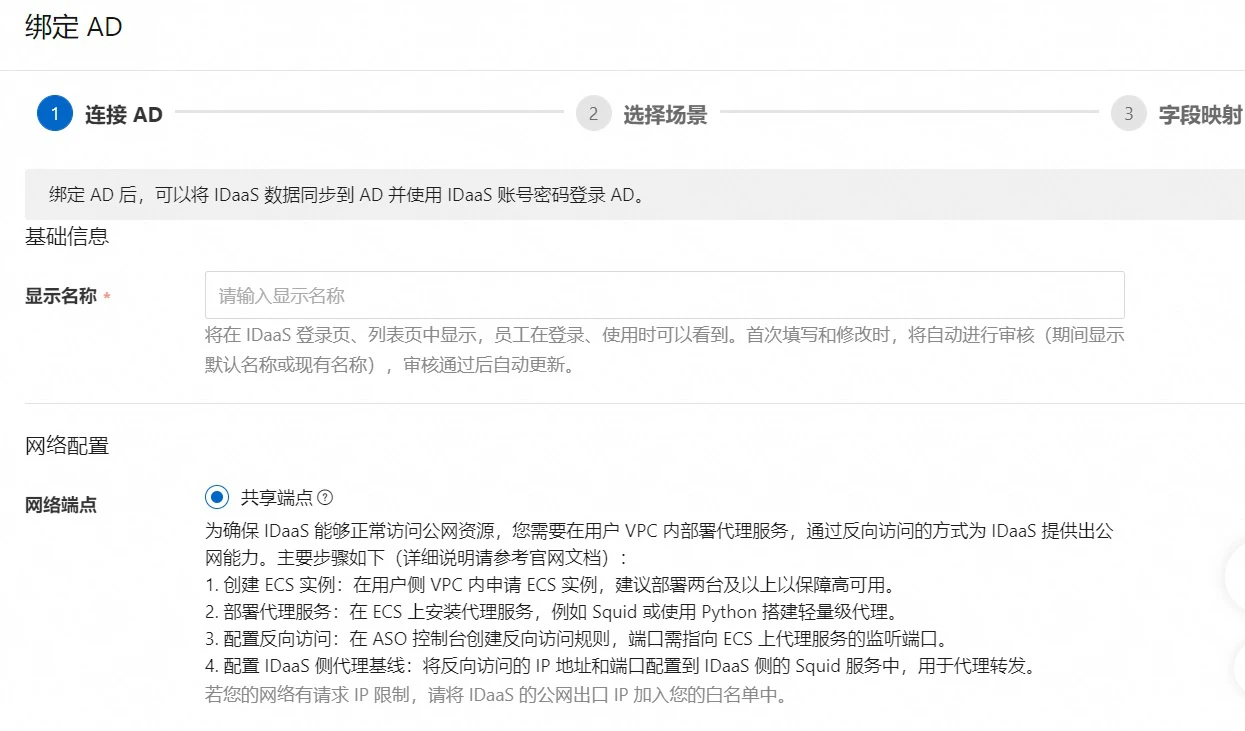 绑定 AD
1 连接 AD 2 选择场景 3 字段映射
绑定 AD 后，可以将 IDaaS 数据同步到 AD 并使用 IDaaS 账号密码登录 AD。
基础信息
显示名称 *
请输入显示名称
将在 IDaaS 登录页、列表页中显示，员工在登录、使用时可以看到。首次填写和修改时，将自动进行审核（期间显示
默认名称或现有名称），审核通过后自动更新。
网络配置
网络端点
共享端点 ?
为确保 IDaaS 能够正常访问公网资源，您需要在用户 VPC 内部署代理服务，通过反向访问的方式为 IDaaS 提供出公
网能力。主要步骤如下（详细说明请参考官网文档）：
1. 创建 ECS 实例：在用户侧 VPC 内申请 ECS 实例，建议部署两台及以上以保障高可用。
2. 部署代理服务：在 ECS 上安装代理服务，例如 Squid 或使用 Python 搭建轻量级代理。
3. 配置反向访问：在 ASO 控制台创建反向访问规则，端口需指向 ECS 上代理服务的监听端口。
4. 配置 IDaaS 侧代理基线：将反向访问的 IP 地址和端口配置到 IDaaS 侧的 Squid 服务中，用于代理转发。
若您的网络有请求 IP 限制，请将 IDaaS 的公网出口 IP 加入您的白名单中。